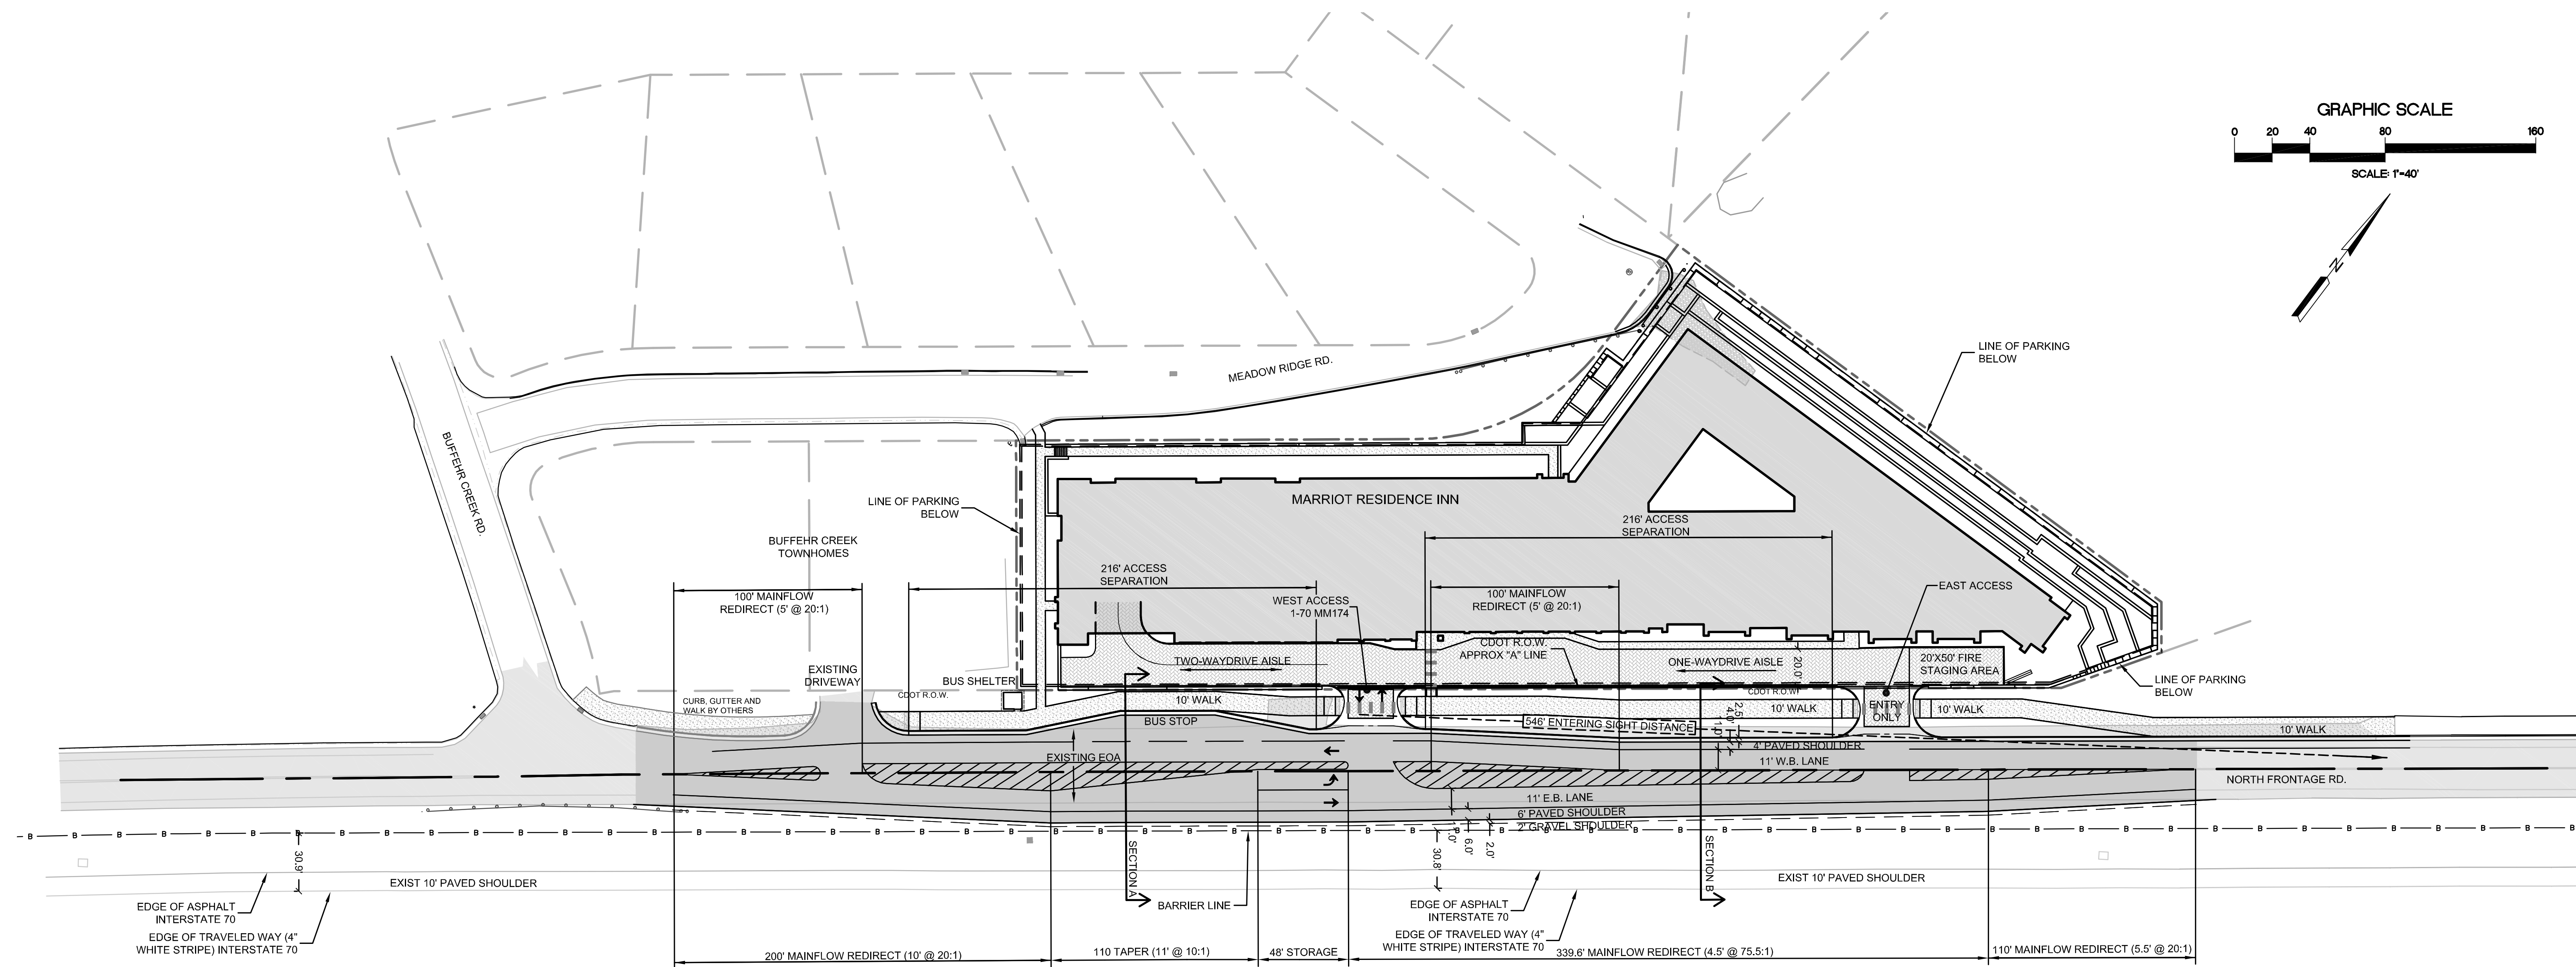 GRAPHIC SCALE
0 20 40 80 160
SCALE: 1"=40'
N
LINE OF PARKING
BELOW
MEADOW RIDGE RD.
BUFFEHR CREEK RD.
LINE OF PARKING
BELOW
MARRIOT RESIDENCE INN
216' ACCESS
SEPARATION
BUFFEHR CREEK
TOWNHOMES
216' ACCESS
SEPARATION
100' MAINFLOW
REDIRECT (5' @ 20:1)
WEST ACCESS
1-70 MM174
100' MAINFLOW
REDIRECT (5' @ 20:1)
EAST ACCESS
CDOT R.O.W.
APPROX "A" LINE
TWO-WAYDRIVE AISLE
ONE-WAYDRIVE AISLE
20.0'
20'X50' FIRE
STAGING AREA
EXISTING
DRIVEWAY
BUS SHELTER
CDOT R.O.W.
CDOT R.O.W.
LINE OF PARKING
BELOW
CURB, GUTTER AND
WALK BY OTHERS
10' WALK
10' WALK
ENTRY
ONLY
10' WALK
BUS STOP
546' ENTERING SIGHT DISTANCE
2.5'
4.0'
11.0'
10' WALK
4' PAVED SHOULDER
EXISTING EOA
11' W.B. LANE
NORTH FRONTAGE RD.
11' E.B. LANE
6' PAVED SHOULDER
2' GRAVEL SHOULDER
B B B B B B B B B B B B B B B B B B B B B B B B B B B B B B B B B B B B B B B B B B B B B B B B B B B B B B B B B B
30.9'
11.0'
6.0'
2.0'
30.8'
SECTION A
SECTION B
EXIST 10' PAVED SHOULDER
EXIST 10' PAVED SHOULDER
EDGE OF ASPHALT
INTERSTATE 70
BARRIER LINE
EDGE OF ASPHALT
INTERSTATE 70
EDGE OF TRAVELED WAY (4"
WHITE STRIPE) INTERSTATE 70
EDGE OF TRAVELED WAY (4"
WHITE STRIPE) INTERSTATE 70
200' MAINFLOW REDIRECT (10' @ 20:1)
110 TAPER (11' @ 10:1)
48' STORAGE
339.6' MAINFLOW REDIRECT (4.5' @ 75.5:1)
110' MAINFLOW REDIRECT (5.5' @ 20:1)